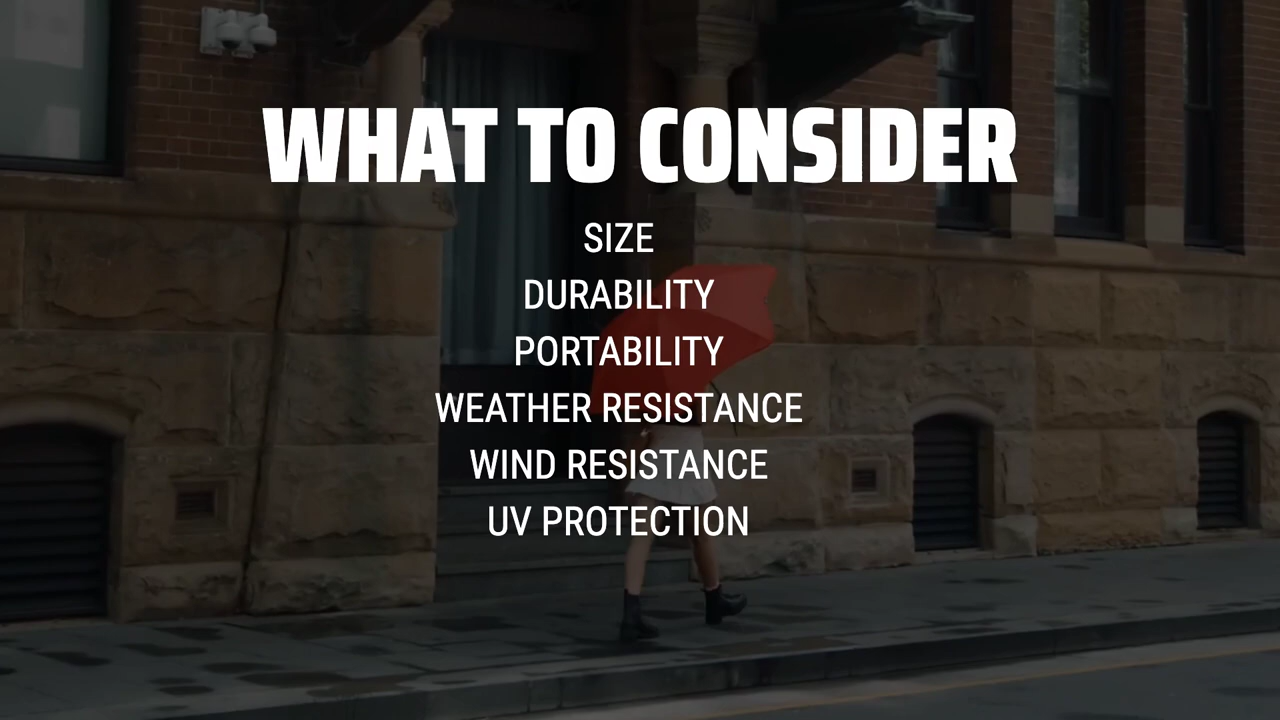 WHAT TO CONSIDER
SIZE
DURABILITY
PORTABILITY
WEATHER RESISTANCE
WIND RESISTANCE
UV PROTECTION